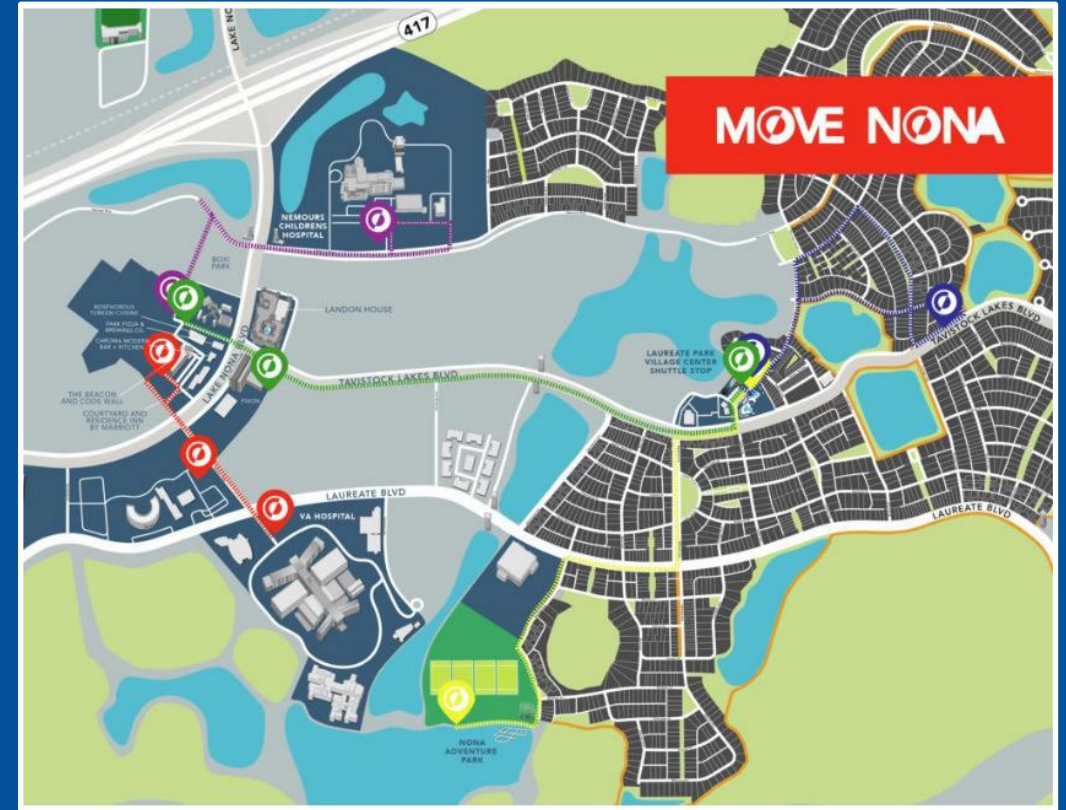 LAKE NO
417
MOVE NONA
NEMOURS
CHILDRENS
HOSPITAL
BOXI
PARK
LANDON HOUSE
BOSPHOROUS
TURKISH CUISINE
PARK PIZZA &
BREWING CO.
CHROMA MODERN
BAR + KITCHEN
LAKE NONA BLVD
PIXON
THE BEACON
AND CODE WALL
COURTYARD AND
RESIDENCE INN
BY MARRIOTT
TAVISTOCK LAKES BLVD
LAUREATE PARK
VILLAGE CENTER
SHUTTLE STOP
TAVISTOCK LAKES BLVD
LAUREATE BLVD
VA HOSPITAL
LAUREATE BLVD
NONA
ADVENTURE
PARK